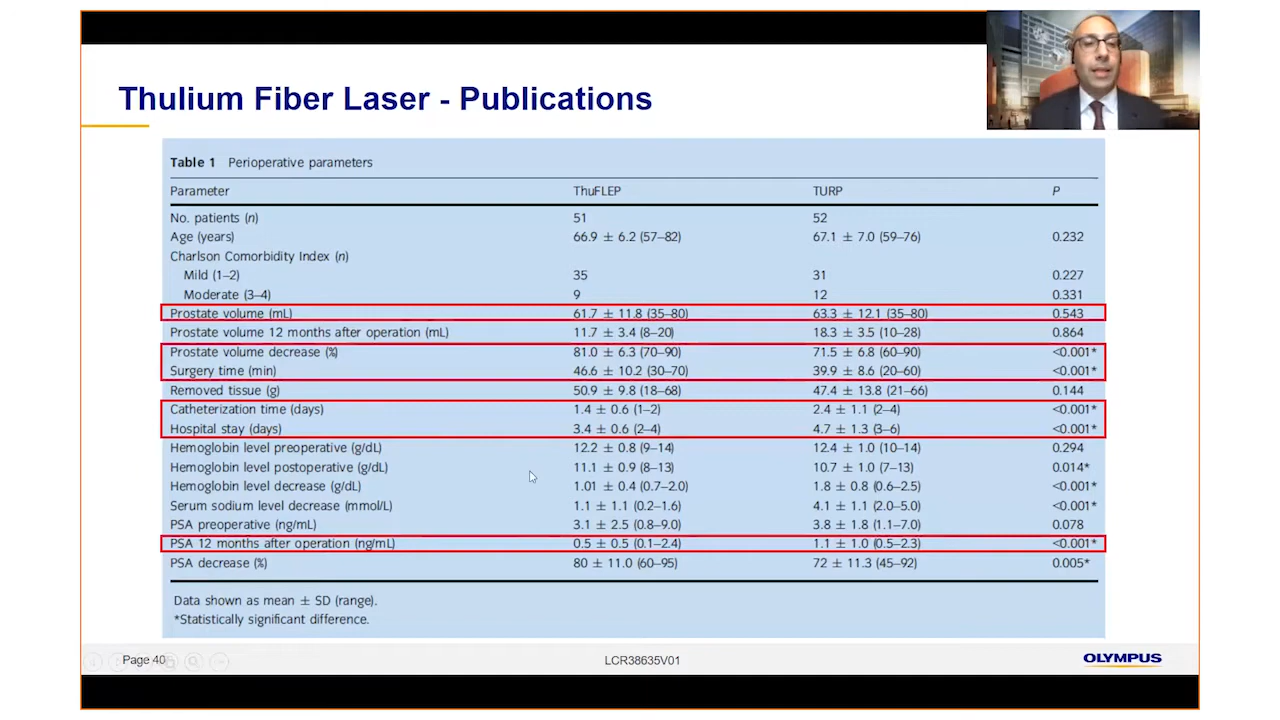 Thulium Fiber Laser - Publications
Table 1 Perioperative parameters
Parameter ThuFLEP TURP P
No. patients (n) 51 52
Age (years) 66.9 ± 6.2 (57–82) 67.1 ± 7.0 (59–76) 0.232
Charlson Comorbidity Index (n)
Mild (1–2) 35 31 0.227
Moderate (3–4) 9 12 0.331
Prostate volume (mL) 61.7 ± 11.8 (35–80) 63.3 ± 12.1 (35–80) 0.543
Prostate volume 12 months after operation (mL) 11.7 ± 3.4 (8–20) 18.3 ± 3.5 (10–28) 0.864
Prostate volume decrease (%) 81.0 ± 6.3 (70–90) 71.5 ± 6.8 (60–90) <0.001*
Surgery time (min) 46.6 ± 10.2 (30–70) 39.9 ± 8.6 (20–60) <0.001*
Removed tissue (g) 50.9 ± 9.8 (18–68) 47.4 ± 13.8 (21–66) 0.144
Catheterization time (days) 1.4 ± 0.6 (1–2) 2.4 ± 1.1 (2–4) <0.001*
Hospital stay (days) 3.4 ± 0.6 (2–4) 4.7 ± 1.3 (3–6) <0.001*
Hemoglobin level preoperative (g/dL) 12.2 ± 0.8 (9–14) 12.4 ± 1.0 (10–14) 0.294
Hemoglobin level postoperative (g/dL) 11.1 ± 0.9 (8–13) 10.7 ± 1.0 (7–13) 0.014*
Hemoglobin level decrease (g/dL) 1.01 ± 0.4 (0.7–2.0) 1.8 ± 0.8 (0.6–2.5) <0.001*
Serum sodium level decrease (mmol/L) 1.1 ± 1.1 (0.2–1.6) 4.1 ± 1.1 (2.0–5.0) <0.001*
PSA preoperative (ng/mL) 3.1 ± 2.5 (0.8–9.0) 3.8 ± 1.8 (1.1–7.0) 0.078
PSA 12 months after operation (ng/mL) 0.5 ± 0.5 (0.1–2.4) 1.1 ± 1.0 (0.5–2.3) <0.001*
PSA decrease (%) 80 ± 11.0 (60–95) 72 ± 11.3 (45–92) 0.005*
Data shown as mean ± SD (range).
*Statistically significant difference.
Page 40 LCR38635V01 OLYMPUS